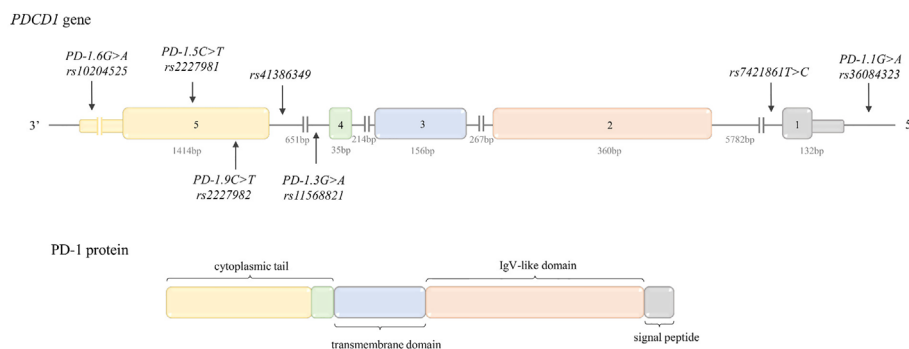 PDCD1 gene
PD-1.6G>A
rs10204525
PD-1.5C>T
rs2227981
rs41386349
rs7421861T>C
PD-1.1G>A
rs36084323
3’
5
4
3
2
1
5
1414bp
651bp
35bp
214bp
156bp
267bp
360bp
5782bp
132bp
PD-1.9C>T
rs2227982
PD-1.3G>A
rs11568821
PD-1 protein
cytoplasmic tail
IgV-like domain
transmembrane domain
signal peptide